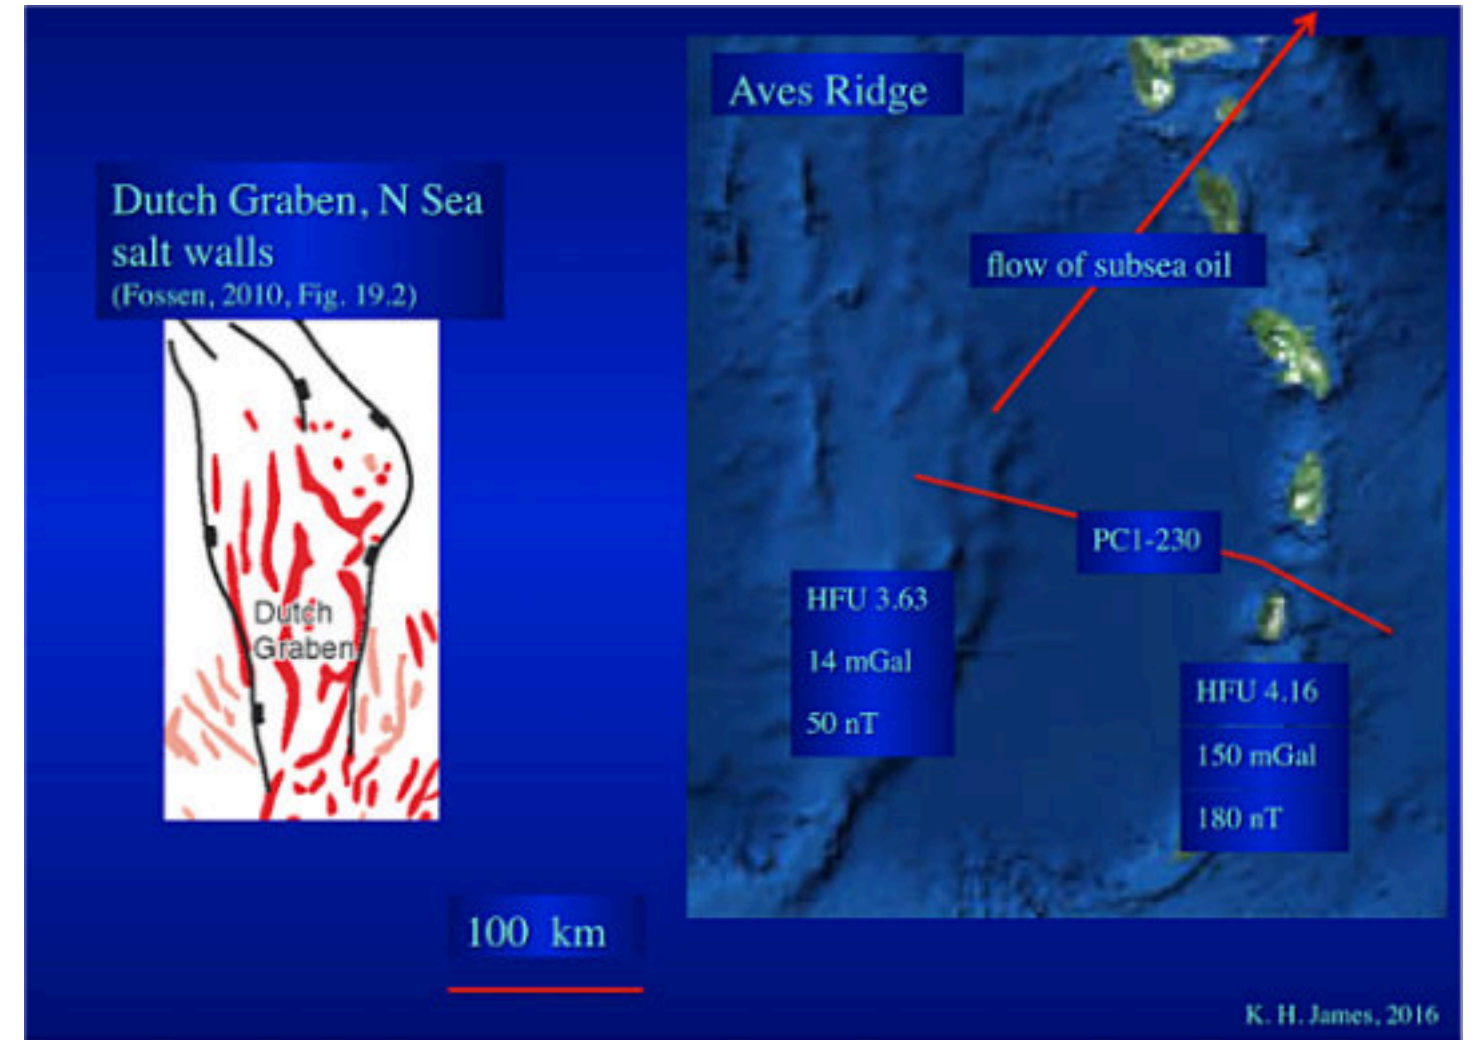 Dutch Graben, N Sea
salt walls
(Fossen, 2010, Fig. 19.2)
Dutch
Graben
100 km
Aves Ridge
flow of subsea oil
PC1-230
HFU 3.63
14 mGal
50 nT
HFU 4.16
150 mGal
180 nT
K. H. James, 2016